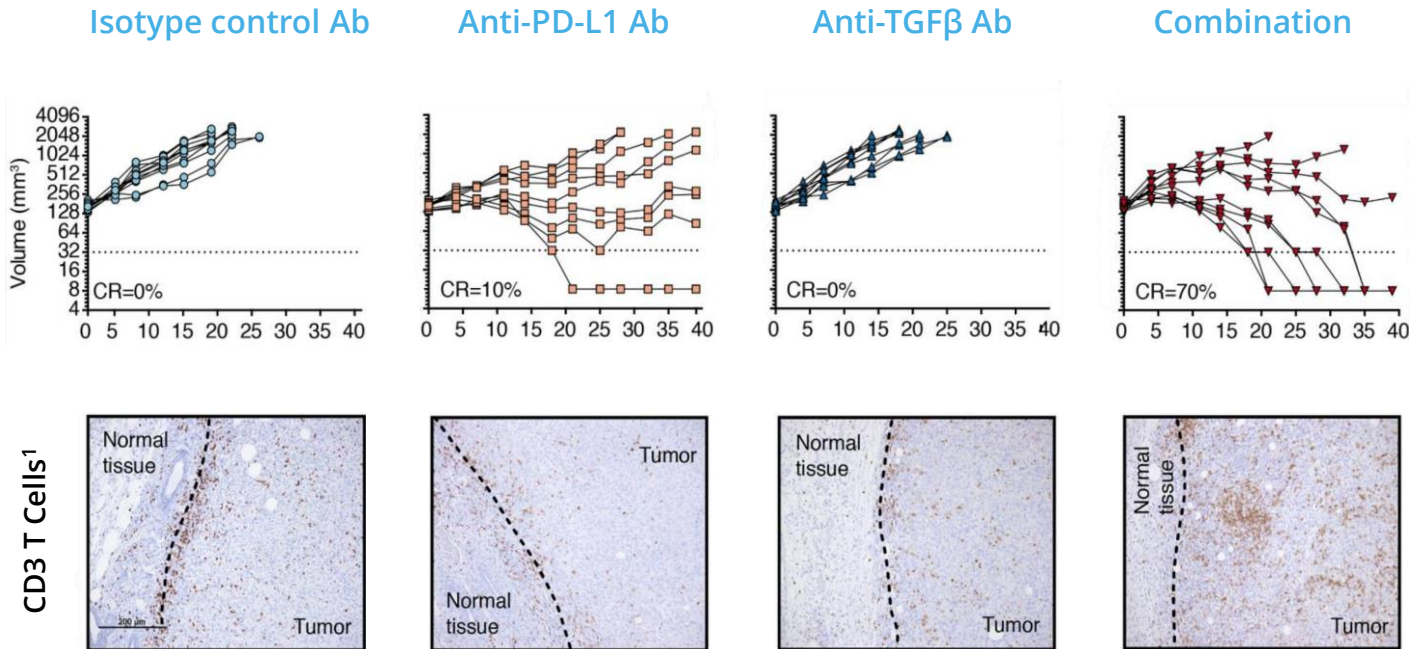 Isotype control Ab
Anti-PD-L1 Ab
Anti-TGFβ Ab
Combination
Volume (mm³)
4096
2048
1024
512
256
128
64
32
16
8
4
CR=0%
0 5 10 15 20 25 30 35 40
CR=10%
0 5 10 15 20 25 30 35 40
CR=0%
0 5 10 15 20 25 30 35 40
CR=70%
0 5 10 15 20 25 30 35 40
CD3 T Cells¹
Normal
tissue
200 µm
Tumor
Tumor
Normal
tissue
Normal
tissue
Tumor
Normal
tissue
Tumor